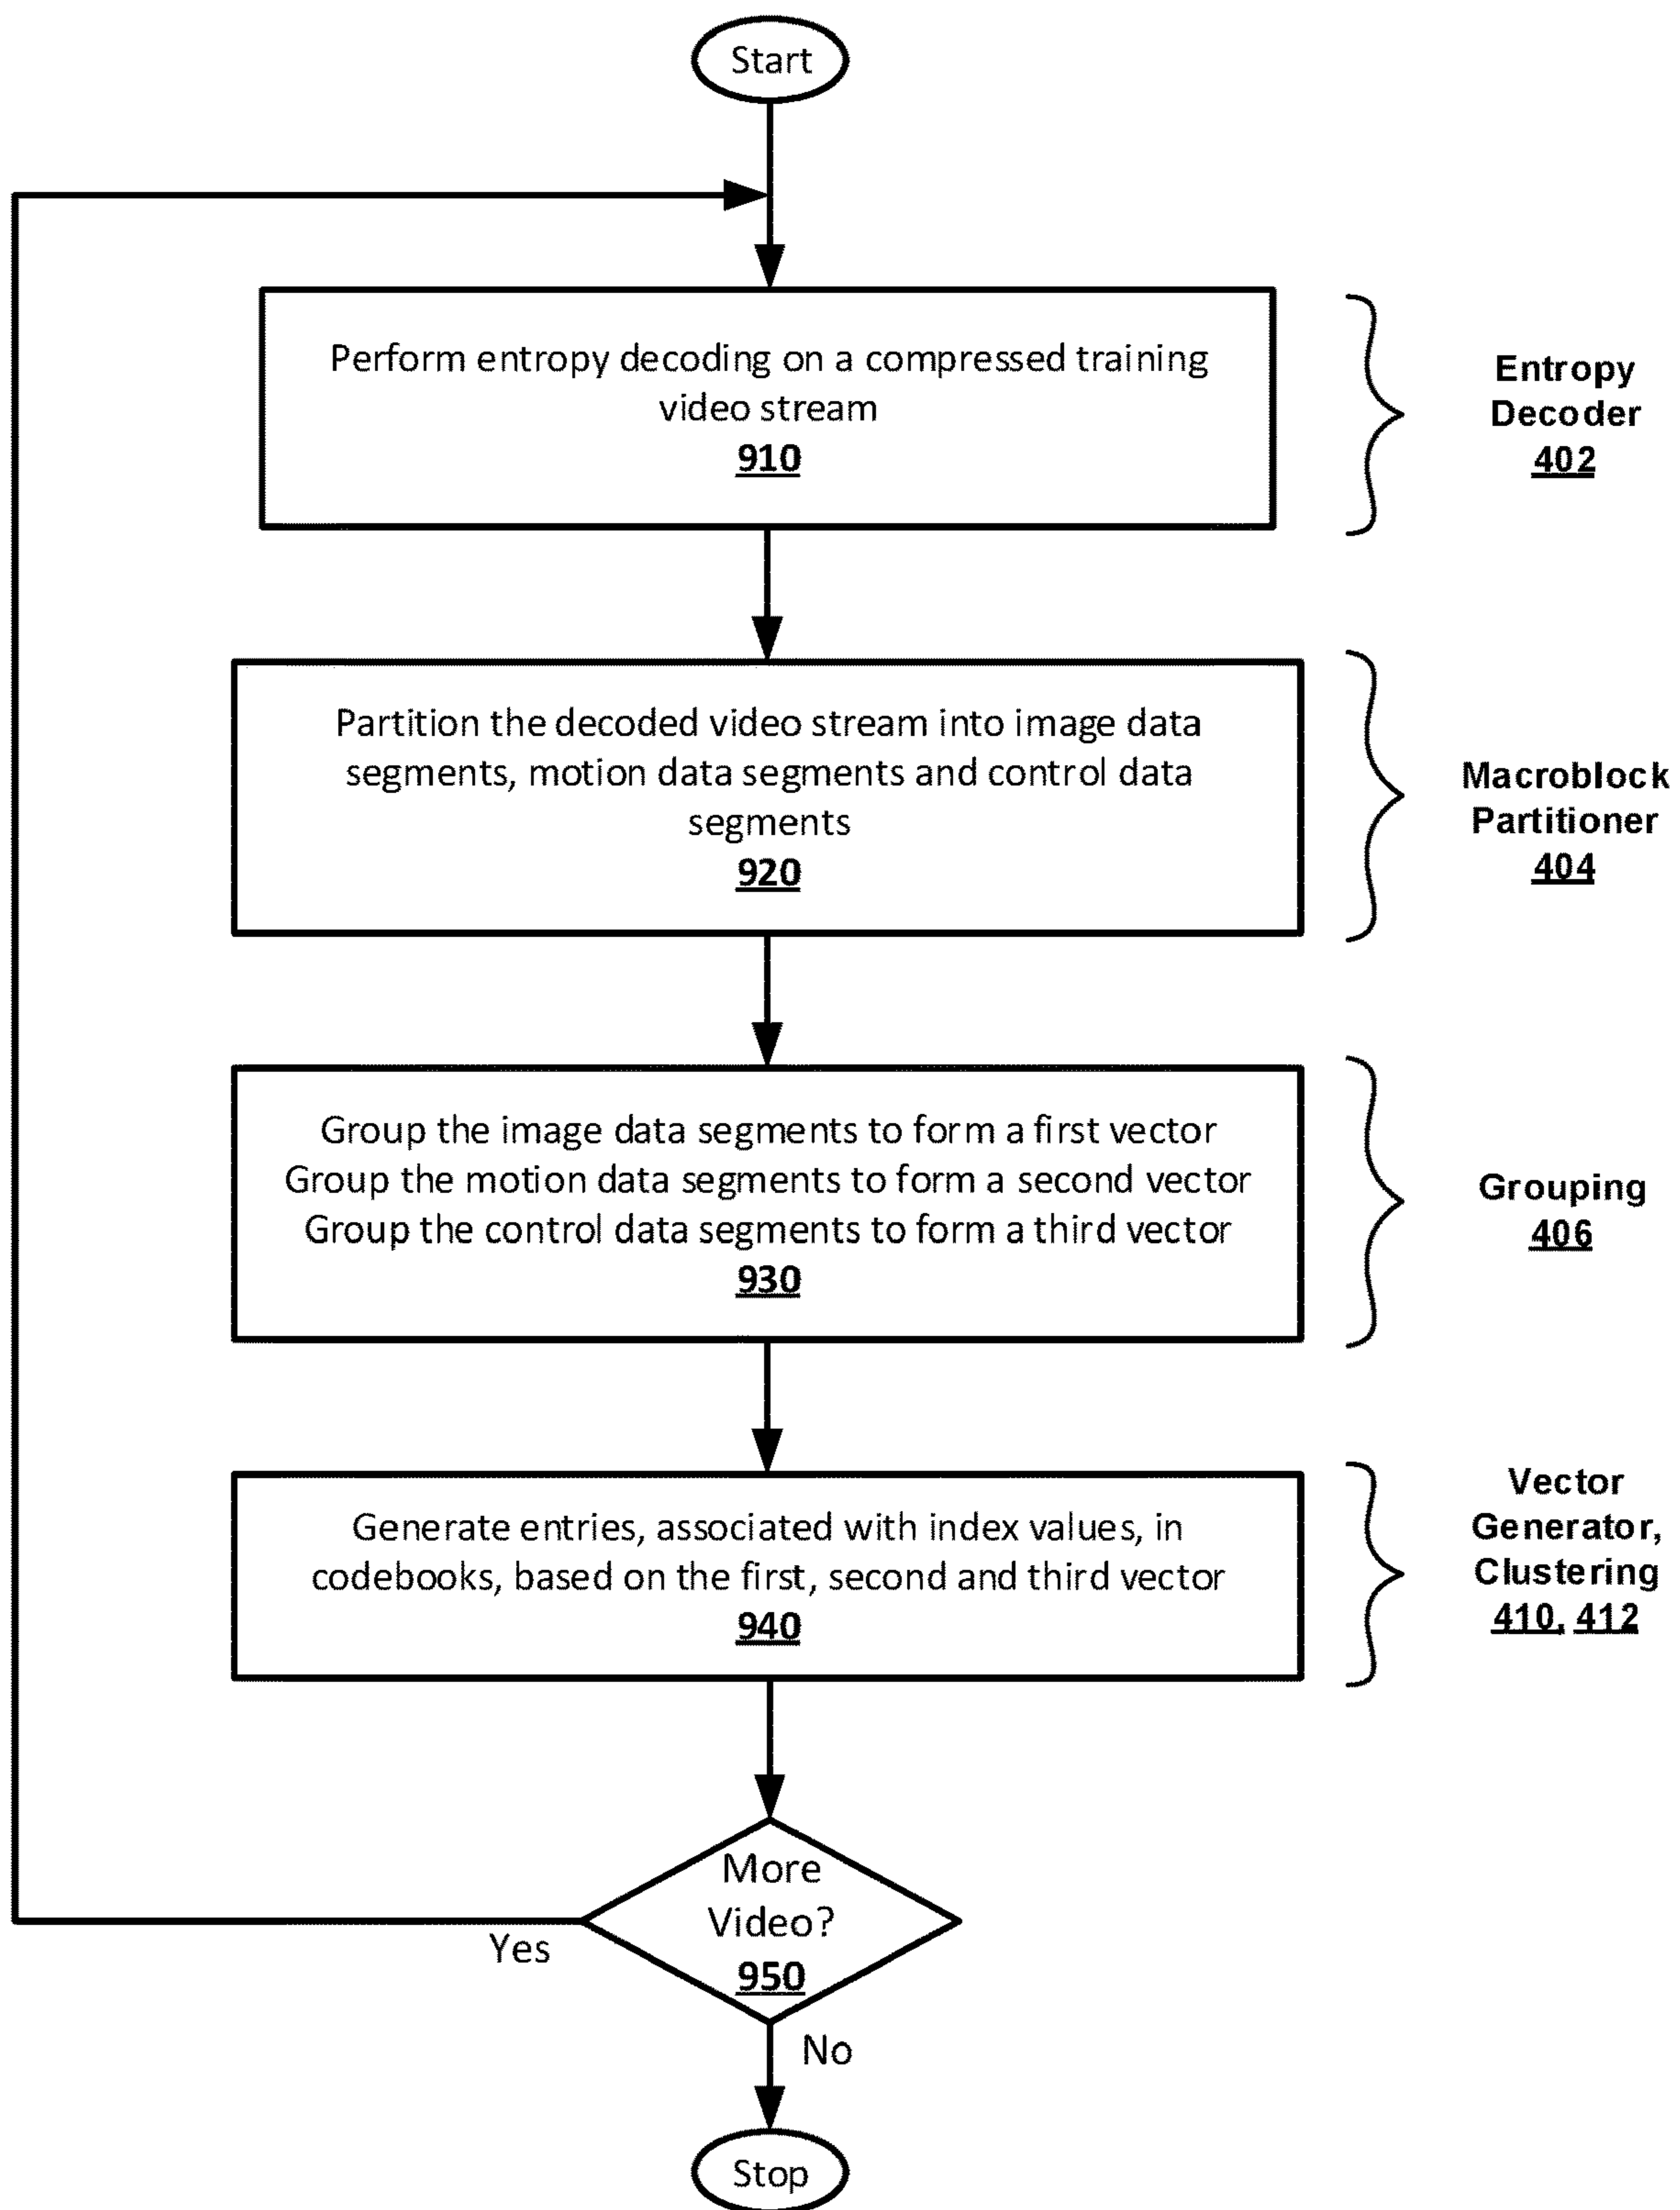 Start
Perform entropy decoding on a compressed training
video stream
910
Entropy
Decoder
402
Partition the decoded video stream into image data
segments, motion data segments and control data
segments
920
Macroblock
Partitioner
404
Group the image data segments to form a first vector
Group the motion data segments to form a second vector
Group the control data segments to form a third vector
930
Grouping
406
Generate entries, associated with index values, in
codebooks, based on the first, second and third vector
940
Vector
Generator,
Clustering
410, 412
More
Video?
950
Yes
No
Stop